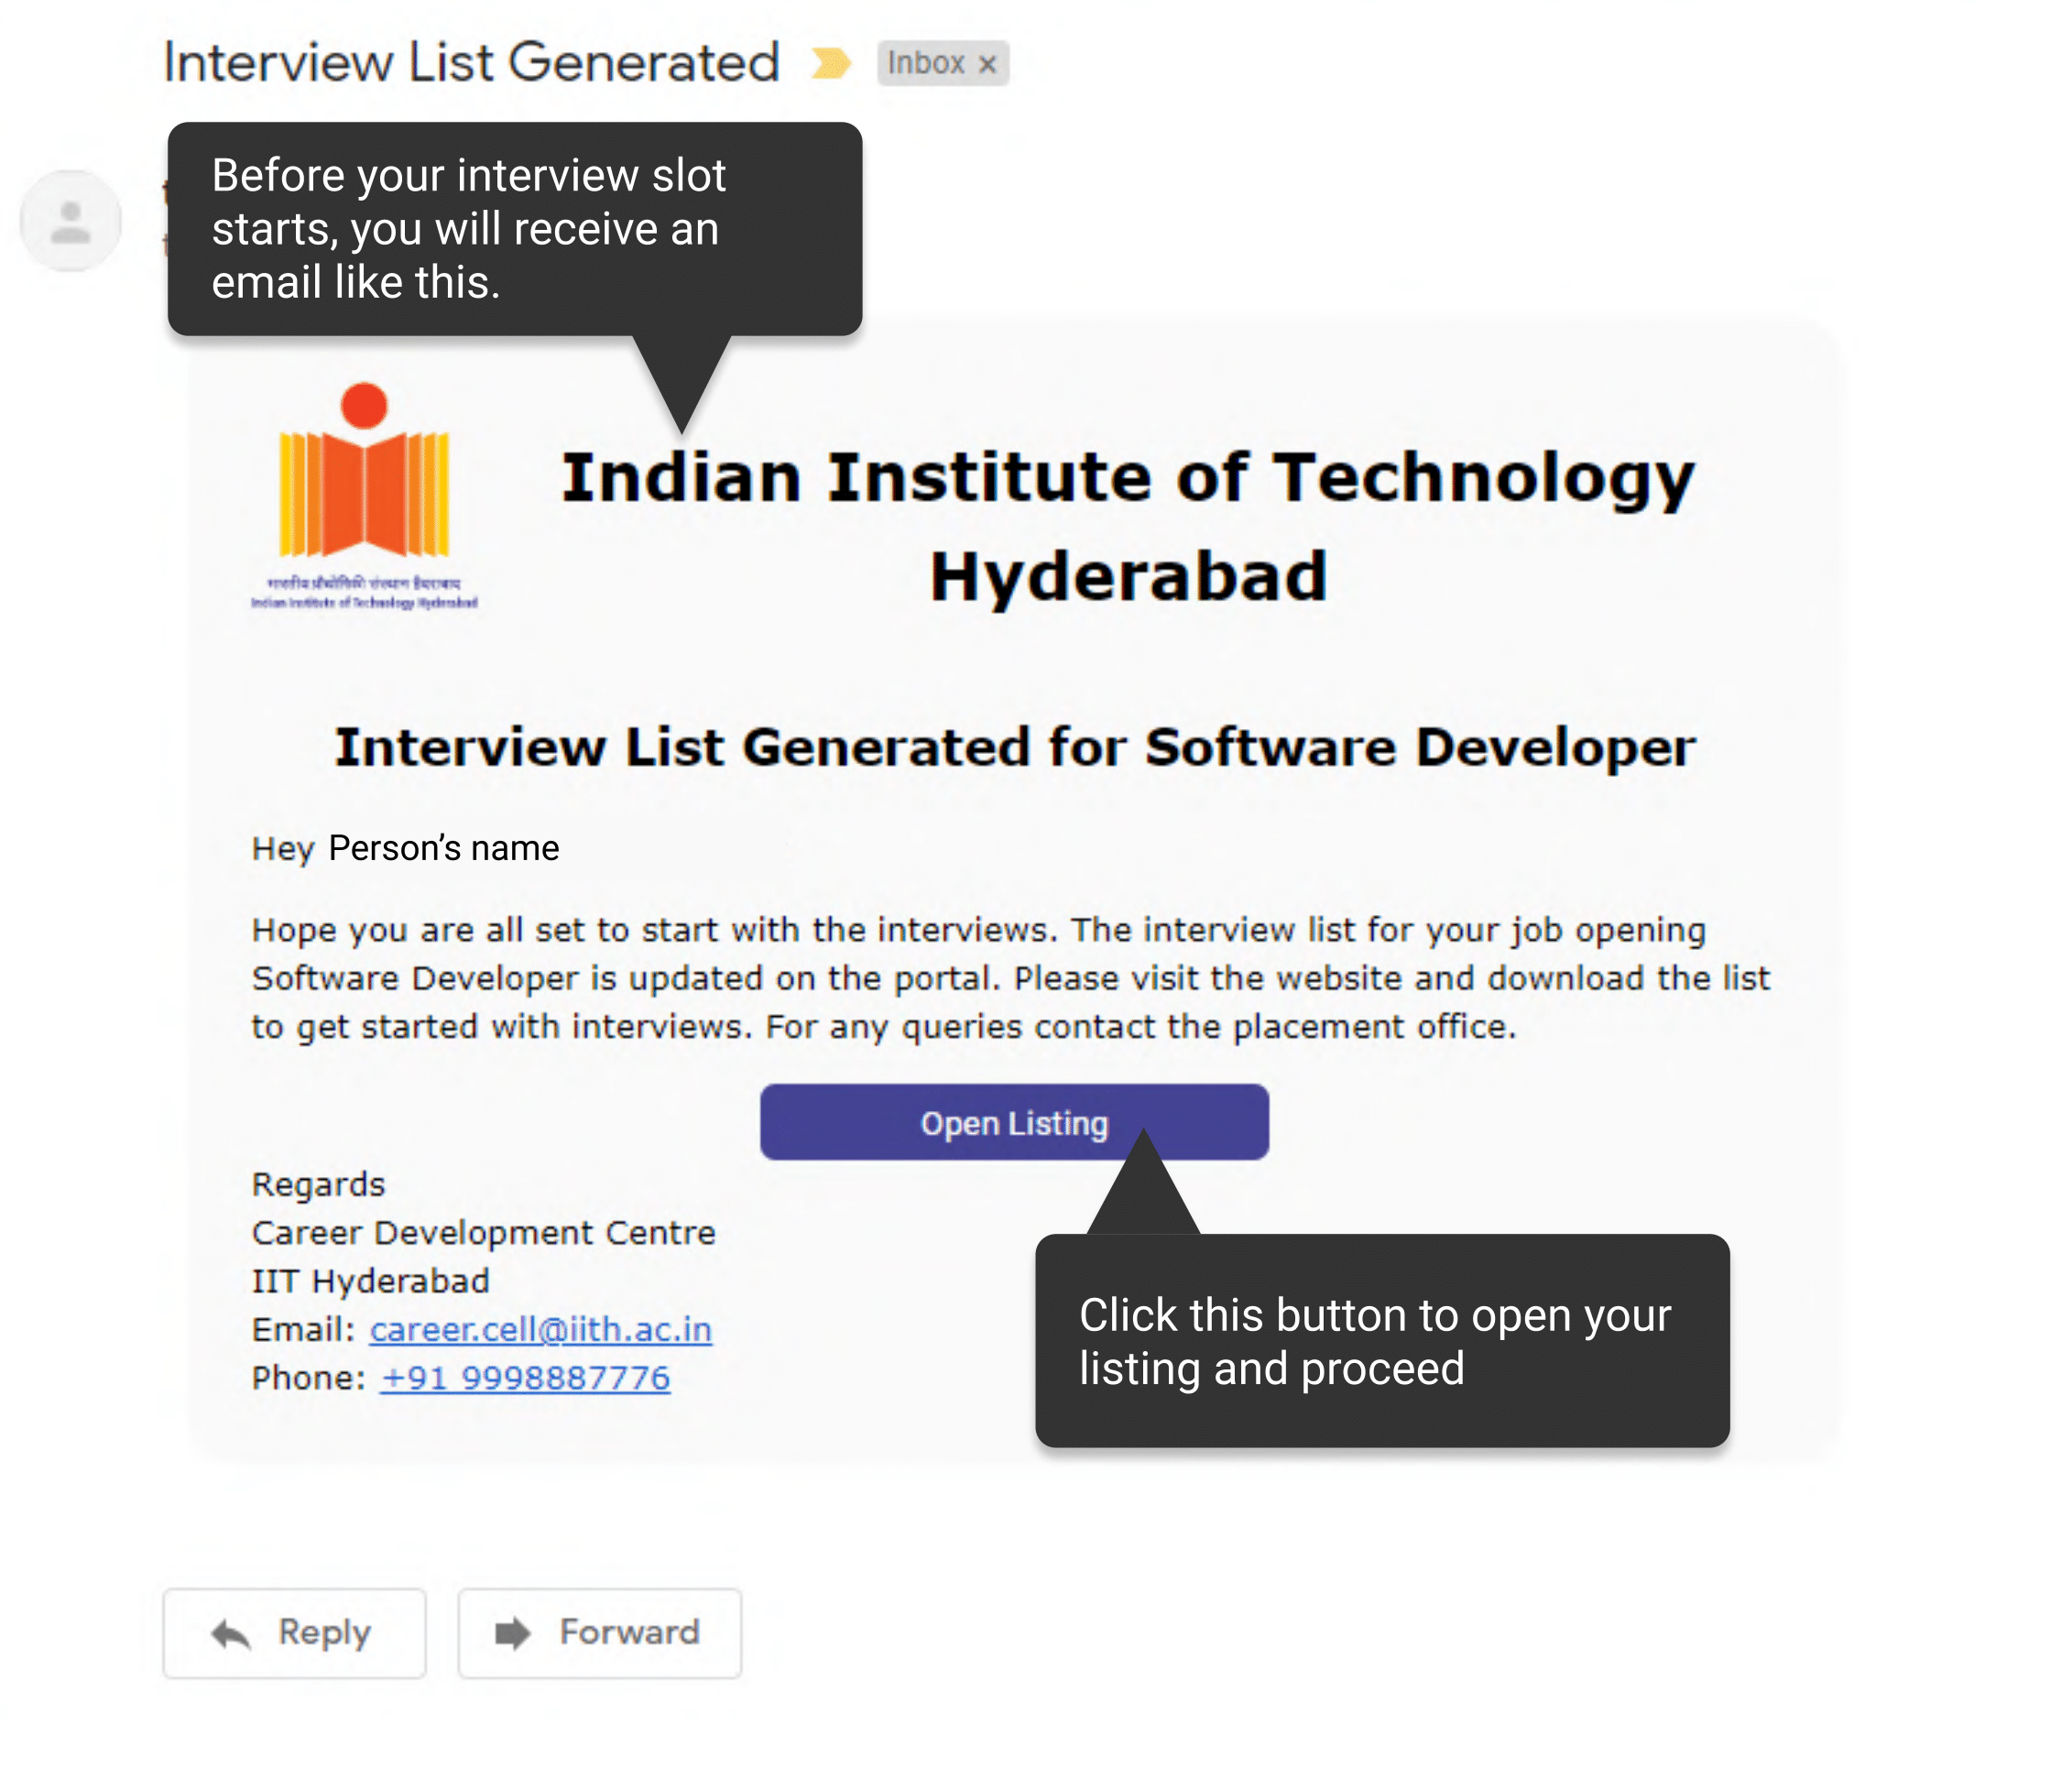 Interview List Generated
Inbox ×
Before your interview slot
starts, you will receive an
email like this.
Indian Institute of Technology
Hyderabad
भारतीय प्रौद्योगिकी संस्थान हैदराबाद
Indian Institute of Technology Hyderabad
Interview List Generated for Software Developer
Hey Person’s name
Hope you are all set to start with the interviews. The interview list for your job opening
Software Developer is updated on the portal. Please visit the website and download the list
to get started with interviews. For any queries contact the placement office.
Open Listing
Regards
Career Development Centre
IIT Hyderabad
Email: career.cell@iith.ac.in
Phone: +91 9998887776
Click this button to open your
listing and proceed
Reply
Forward